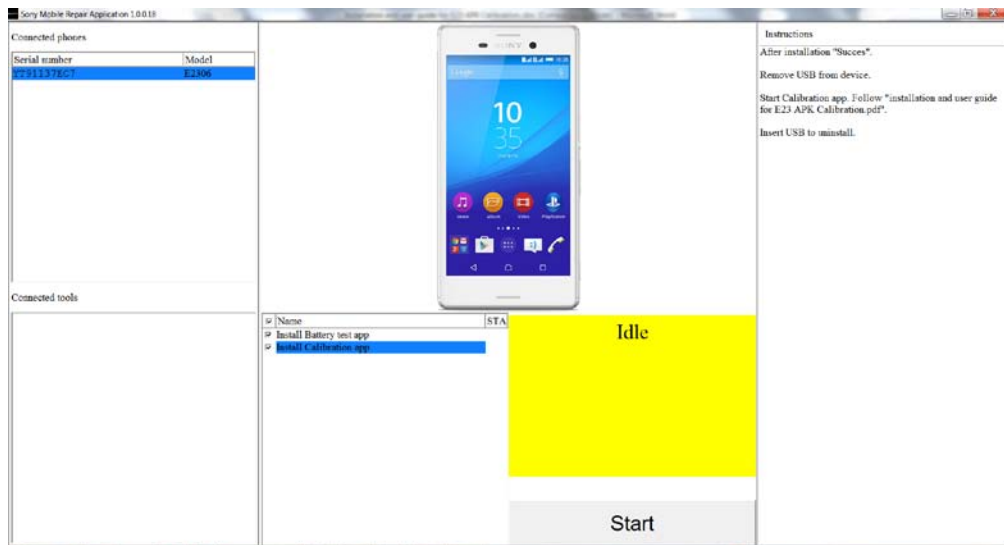 Sony Mobile Repair Application 1.0.0.18
Connected phones
Serial number Model
YT91137EG7 E2306
Connected tools
SONY
10
35
Name STA
Install Battery test app
Install Calibration app
Idle
Start
Instructions
After installation "Succes".
Remove USB from device.
Start Calibration app. Follow "installation and user guide
for E23 APK Calibration.pdf".
Insert USB to uninstall.